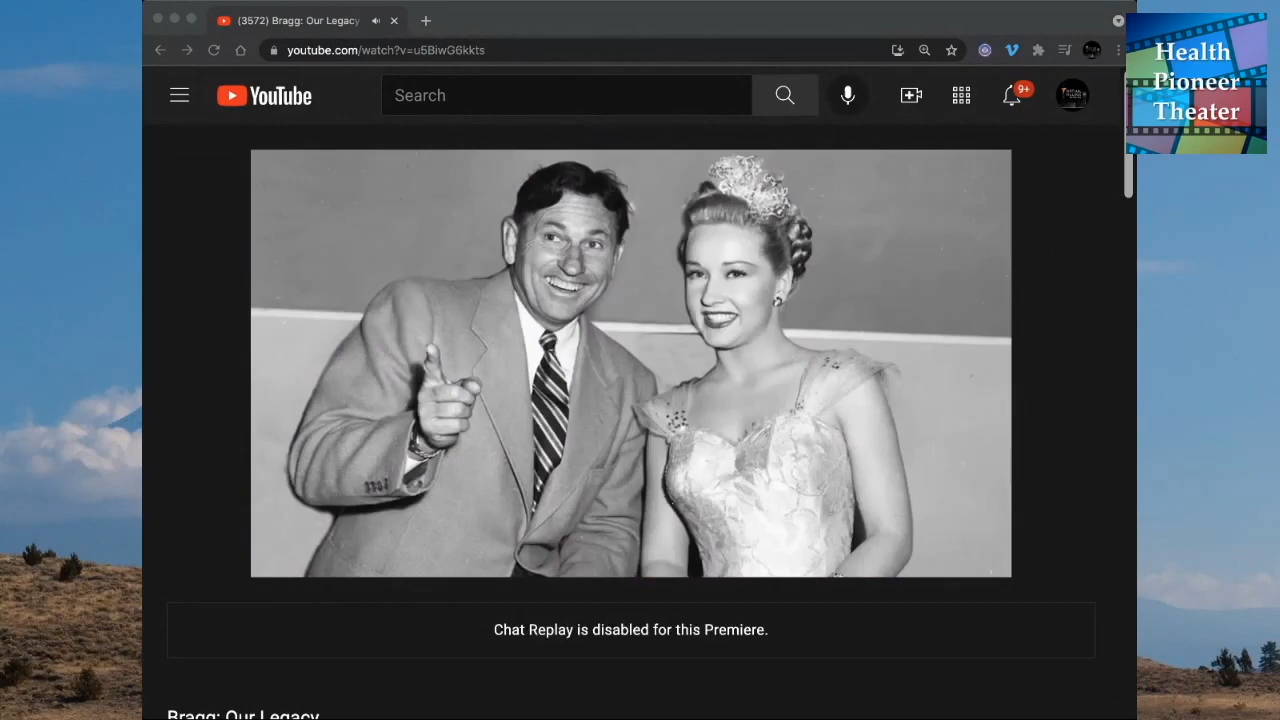 (3572) Bragg: Our Legacy
youtube.com/watch?v=u5BiwG6kkts
YouTube
Search
9+
Health
Pioneer
Theater
Chat Replay is disabled for this Premiere.
Bragg: Our Legacy